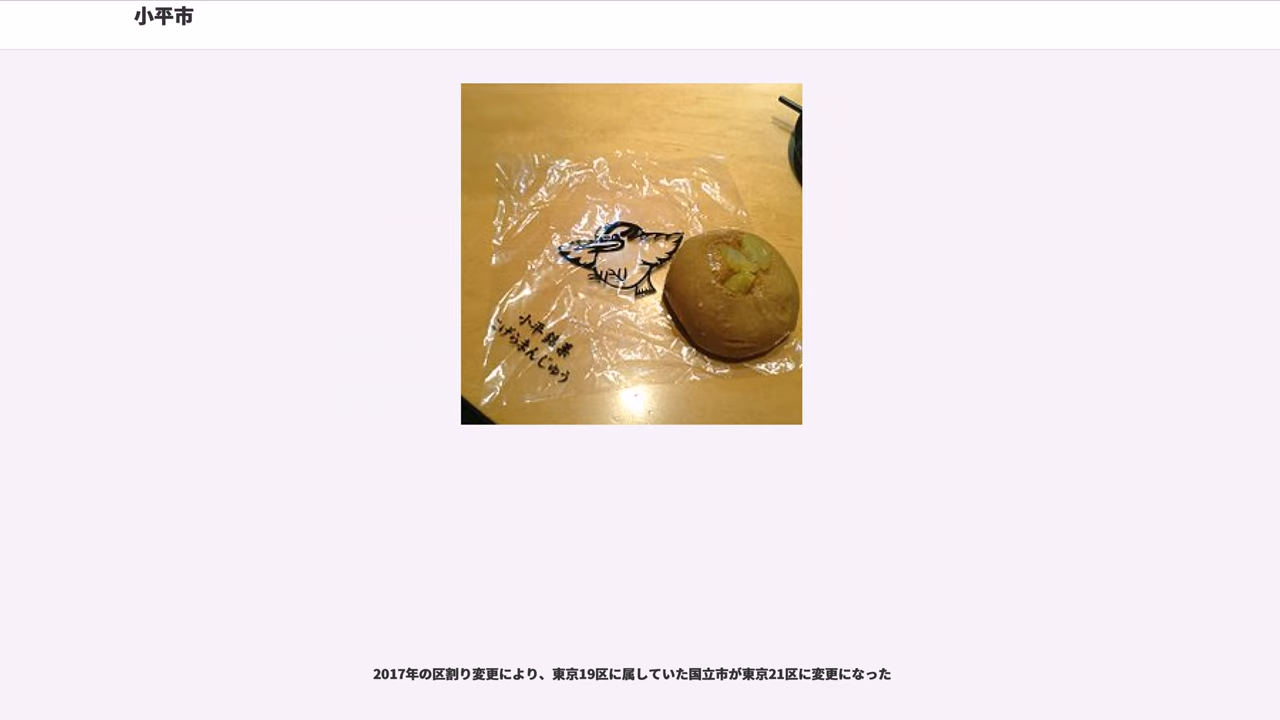 小平市
小平銘菓
こげらまんじゅう
2017年の区割り変更により、東京19区に属していた国立市が東京21区に変更になった